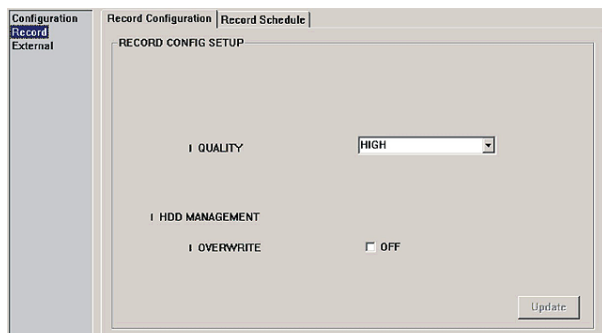 Configuration
Record
External
Record Configuration
Record Schedule
RECORD CONFIG SETUP
QUALITY
HIGH
HDD MANAGEMENT
OVERWRITE
OFF
Update